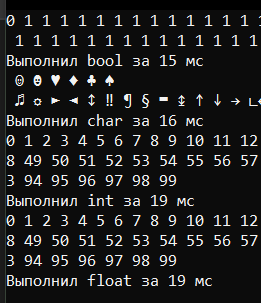 0 1 1 1 1 1 1 1 1 1 1 1 1 1 1
1 1 1 1 1 1 1 1 1 1 1 1 1 1 1
Выполнил bool за 15 мс
☺ ☻ ♥ ♦ ♣ ♠
♫ ☼ ► ◄ ↕ ‼ ¶ § ▬ ↨ ↑ ↓ → ∟
Выполнил char за 16 мс
0 1 2 3 4 5 6 7 8 9 10 11 12
8 49 50 51 52 53 54 55 56 57
3 94 95 96 97 98 99
Выполнил int за 19 мс
0 1 2 3 4 5 6 7 8 9 10 11 12
8 49 50 51 52 53 54 55 56 57
3 94 95 96 97 98 99
Выполнил float за 19 мс